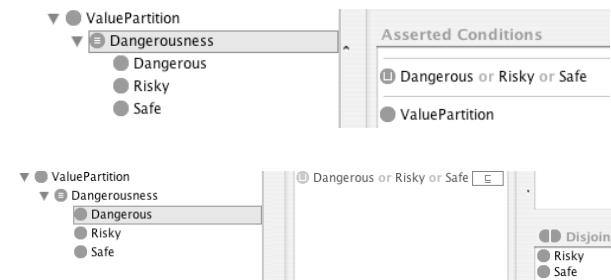 ValuePartition
Dangerousness
Dangerous
Risky
Safe
Asserted Conditions
Dangerous or Risky or Safe
ValuePartition
ValuePartition
Dangerousness
Dangerous
Risky
Safe
Dangerous or Risky or Safe ⊑
Disjoin
Risky
Safe